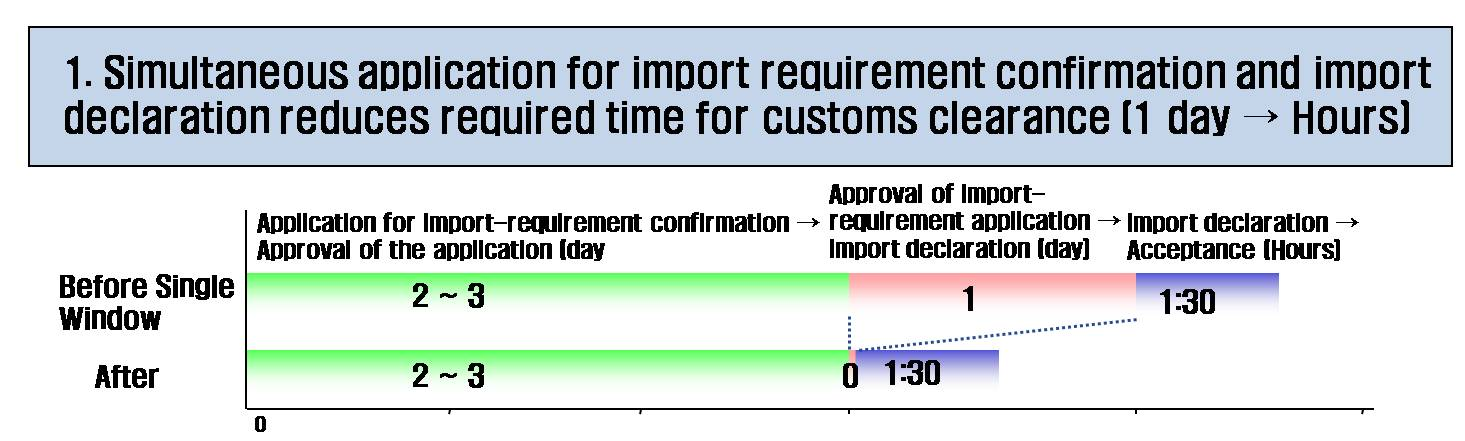 1. Simultaneous application for import requirement confirmation and import
declaration reduces required time for customs clearance (1 day → Hours)
Application for import-requirement confirmation →
Approval of the application (day
Approval of import-
requirement application →
import declaration (day)
Import declaration →
Acceptance (Hours)
Before Single
Window
2 ~ 3
1
1:30
After
2 ~ 3
0
1:30
0